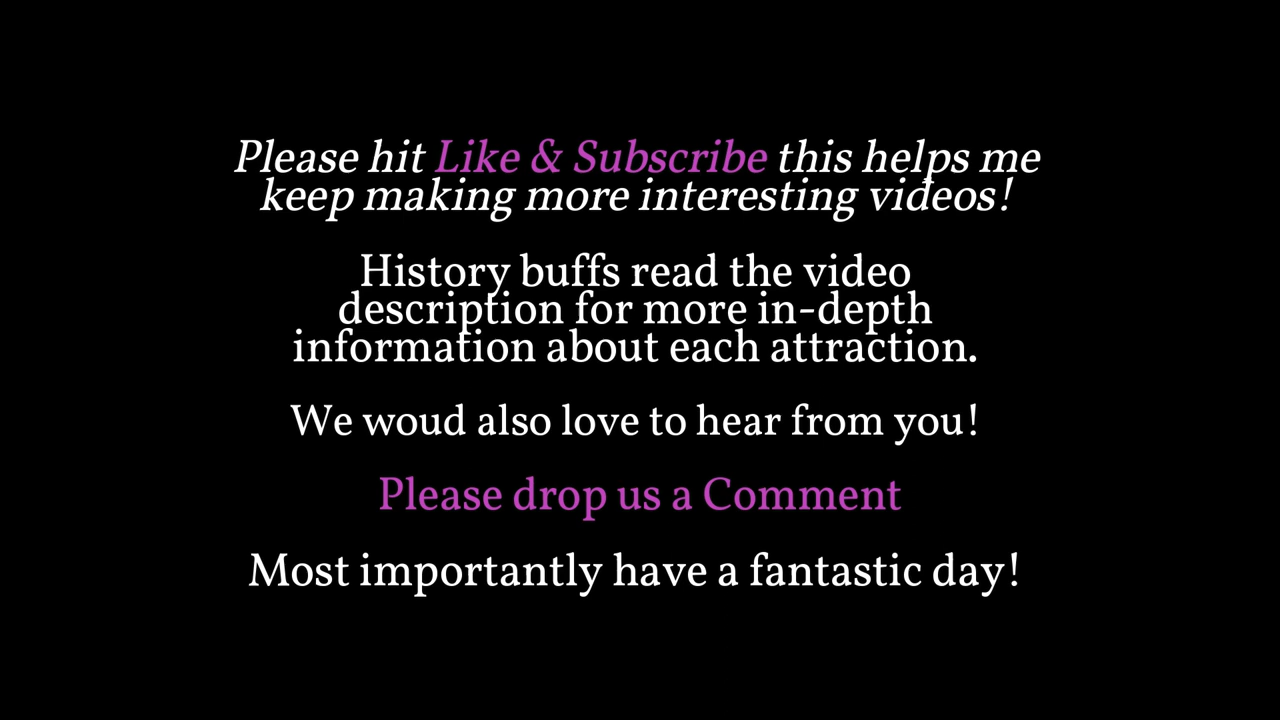 Please hit Like & Subscribe this helps me
keep making more interesting videos!
History buffs read the video
description for more in-depth
information about each attraction.
We woud also love to hear from you!
Please drop us a Comment
Most importantly have a fantastic day!